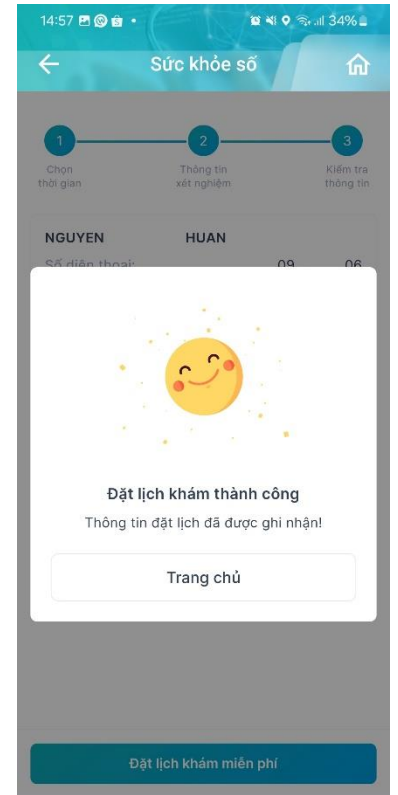 14:57 34%
Sức khỏe số
1 2 3
Chọn Thông tin Kiểm tra
thời gian xét nghiệm thông tin
NGUYEN HUAN
Số điện thoại: 09 06
Đặt lịch khám thành công
Thông tin đặt lịch đã được ghi nhận!
Trang chủ
Đặt lịch khám miễn phí